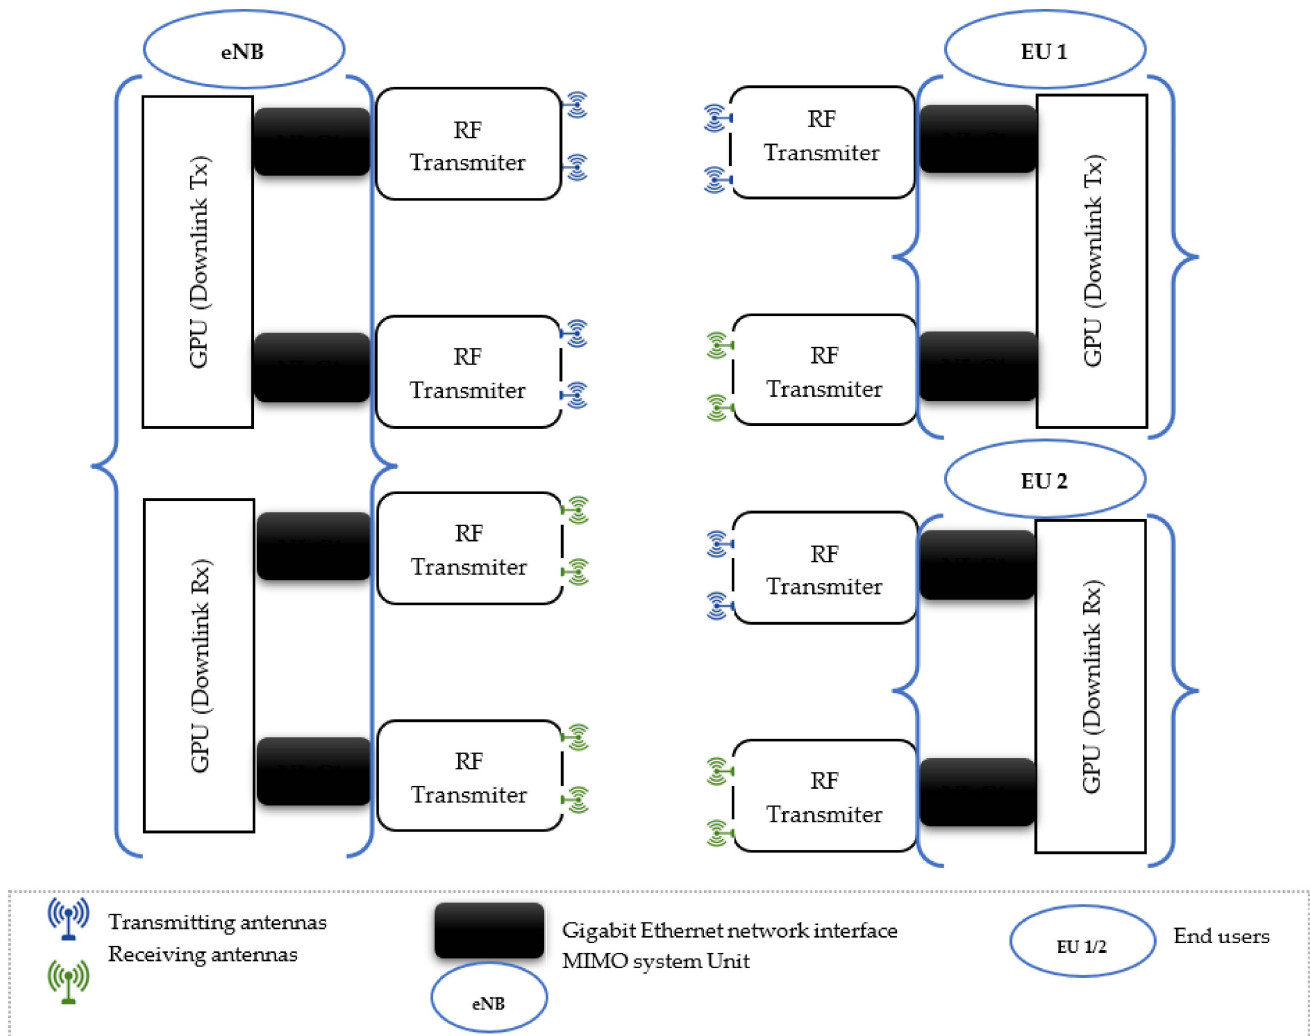 eNB
EU 1
GPU (Downlink Tx)
RF
Transmiter
RF
Transmiter
RF
Transmiter
RF
Transmiter
GPU (Downlink Tx)
EU 2
GPU (Downlink Rx)
RF
Transmiter
RF
Transmiter
RF
Transmiter
RF
Transmiter
GPU (Downlink Rx)
Transmitting antennas
Receiving antennas
Gigabit Ethernet network interface
MIMO system Unit
eNB
EU 1/2
End users